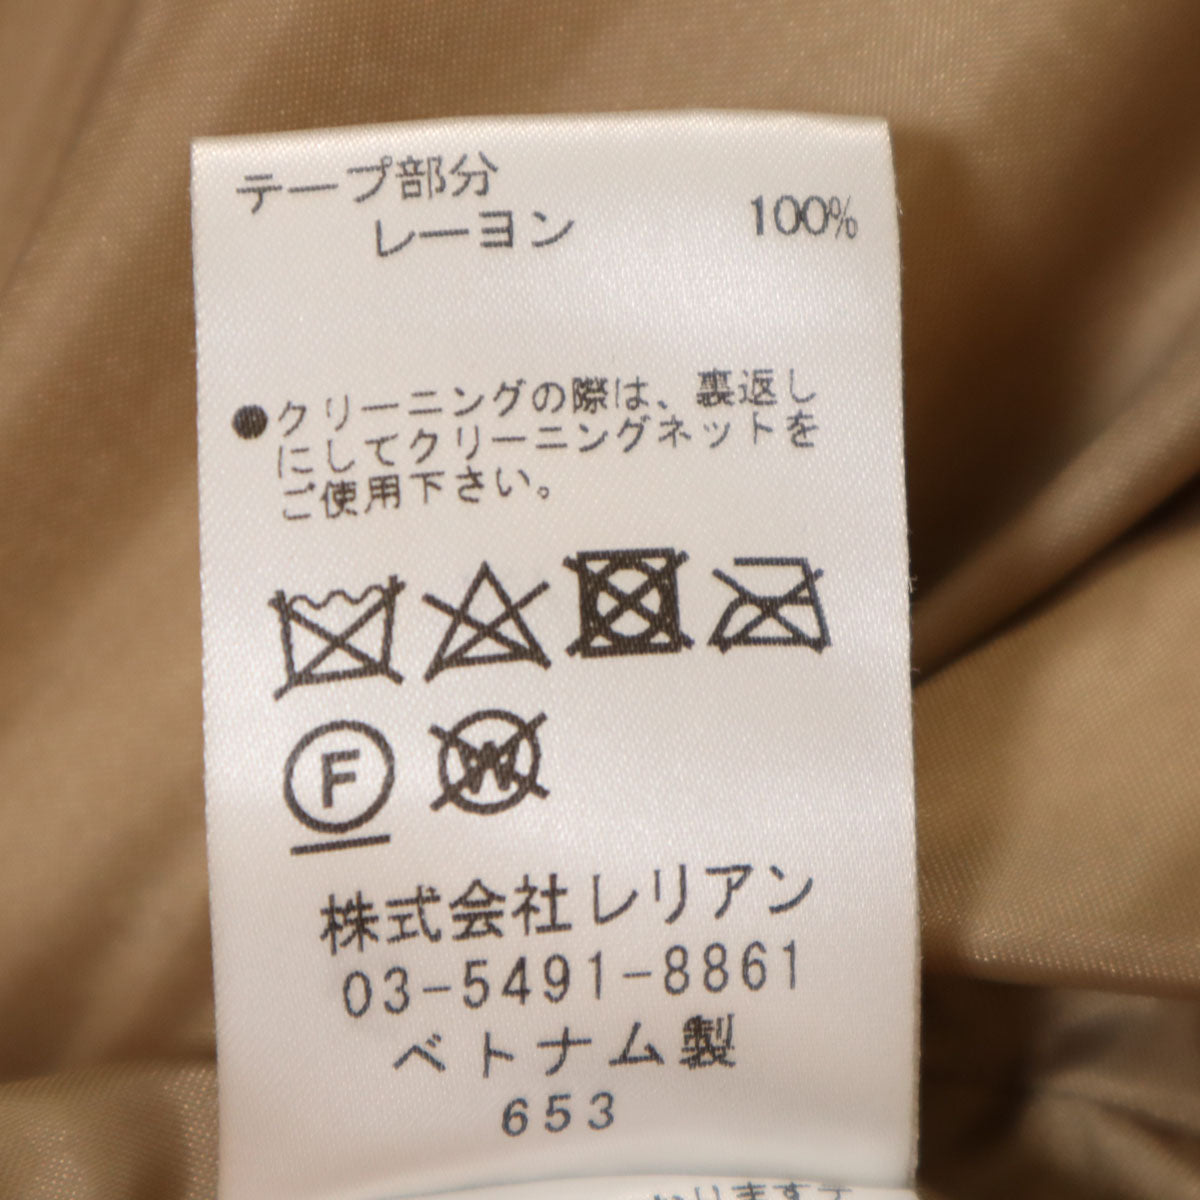 テープ部分
レーヨン 100%
●クリーニングの際は、裏返し
にしてクリーニングネットを
ご使用下さい。
F
W
株式会社レリアン
03-5491-8861
ベトナム製
653